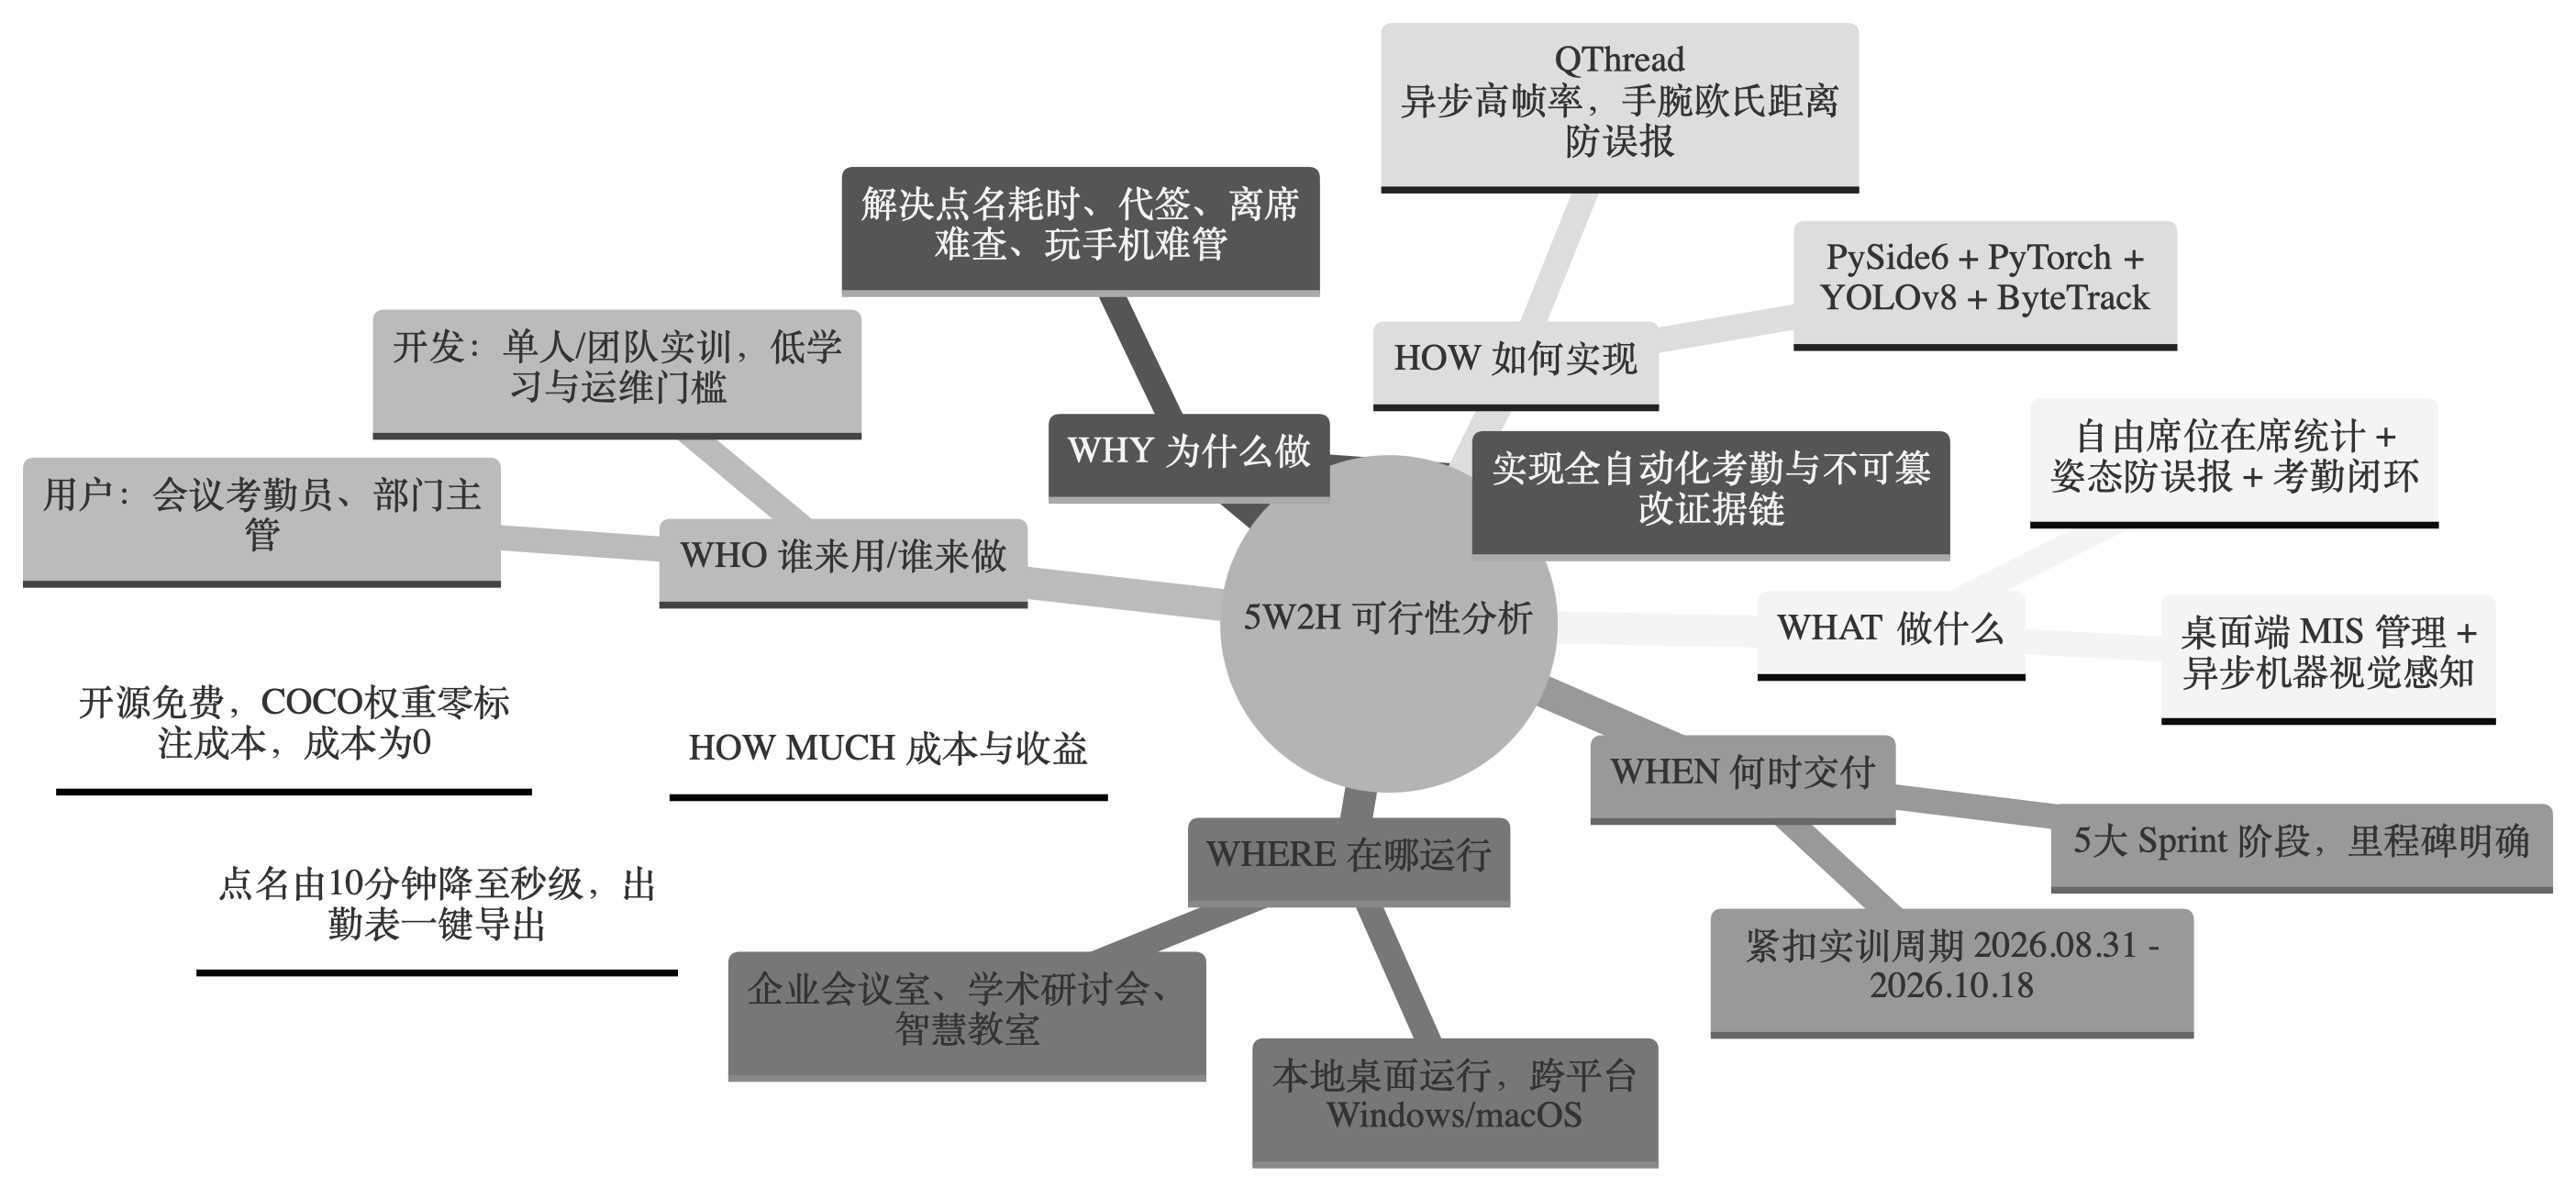 QThread
异步高帧率，手腕欧氏距离
防误报
解决点名耗时、代签、离席
难查、玩手机难管
PySide6 + PyTorch +
YOLOv8 + ByteTrack
开发：单人/团队实训，低学
习与运维门槛
HOW 如何实现
WHY 为什么做
自由席位在席统计 +
姿态防误报 + 考勤闭环
实现全自动化考勤与不可篡
改证据链
用户：会议考勤员、部门主
管
WHO 谁来用/谁来做
5W2H 可行性分析
WHAT 做什么
桌面端 MIS 管理 +
异步机器视觉感知
开源免费，COCO权重零标
注成本，成本为0
HOW MUCH 成本与收益
WHEN 何时交付
WHERE 在哪运行
5大 Sprint 阶段，里程碑明确
点名由10分钟降至秒级，出
勤表一键导出
紧扣实训周期 2026.08.31 -
2026.10.18
企业会议室、学术研讨会、
智慧教室
本地桌面运行，跨平台
Windows/macOS